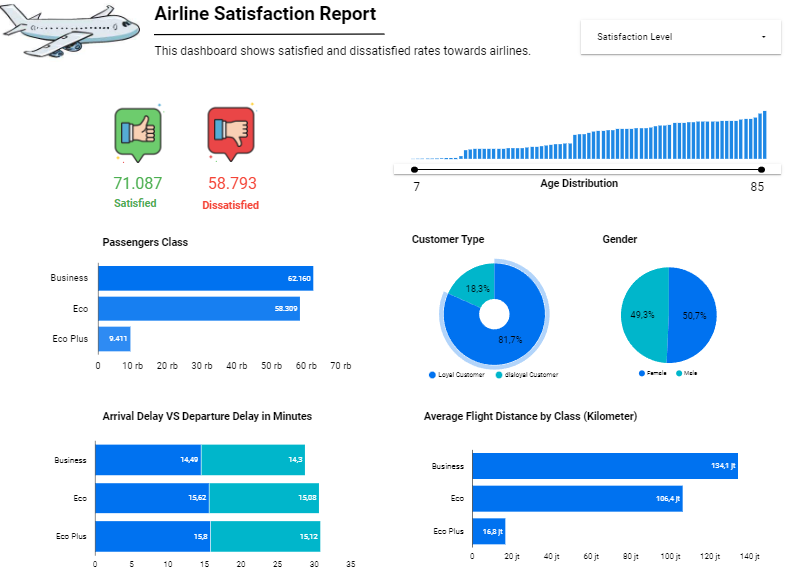 Airline Satisfaction Report
This dashboard shows satisfied and dissatisfied rates towards airlines.
Satisfaction Level
71.087
58.793
Satisfied
Dissatisfied
7
Age Distribution
85
Passengers Class
Business
62.160
Eco
58.309
Eco Plus
9.411
0 10 rb 20 rb 30 rb 40 rb 50 rb 60 rb 70 rb
Customer Type
18,3%
81,7%
Loyal Customer
disloyal Customer
Gender
49,3%
50,7%
Female
Male
Arrival Delay VS Departure Delay in Minutes
Business
14,49
14,3
Eco
15,62
15,08
Eco Plus
15,8
15,12
0 5 10 15 20 25 30 35
Average Flight Distance by Class (Kilometer)
Business
134,1 jt
Eco
106,4 jt
Eco Plus
16,8 jt
0 20 jt 40 jt 60 jt 80 jt 100 jt 120 jt 140 jt